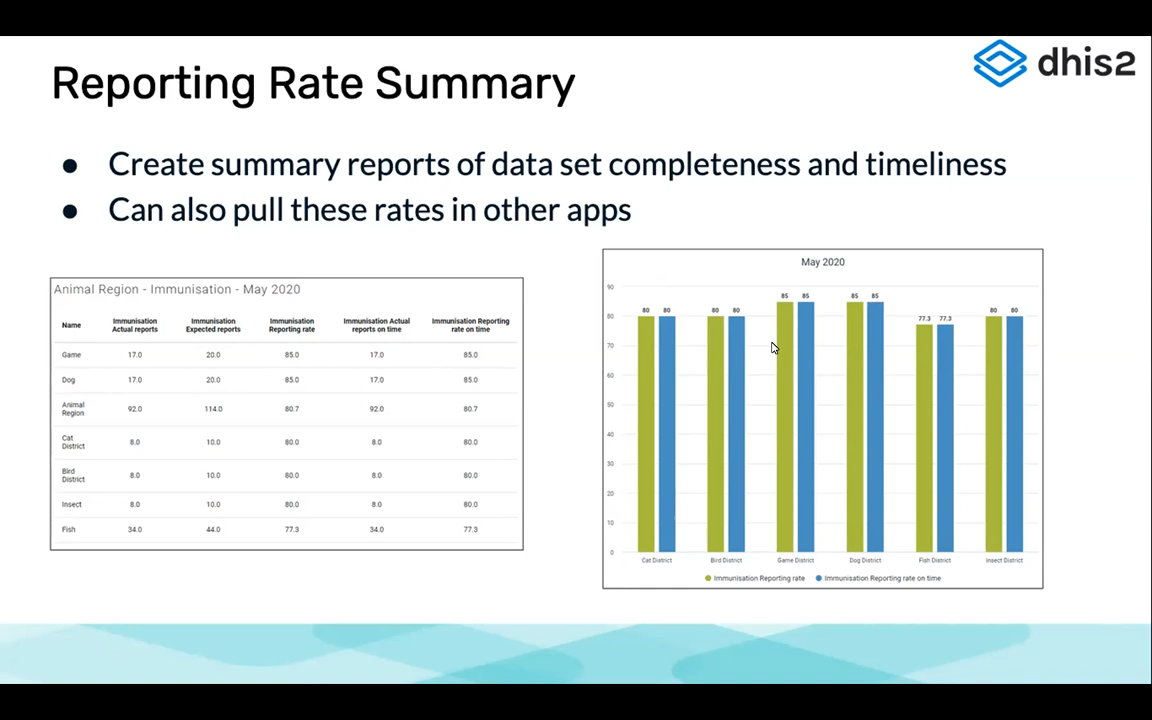 dhis2
Reporting Rate Summary
● Create summary reports of data set completeness and timeliness
● Can also pull these rates in other apps
Animal Region - Immunisation - May 2020
Name Immunisation Actual reports Immunisation Expected reports Immunisation Reporting rate Immunisation Actual reports on time Immunisation Reporting rate on time
Game 17.0 20.0 85.0 17.0 85.0
Dog 17.0 20.0 85.0 17.0 85.0
Animal Region 92.0 114.0 80.7 92.0 80.7
Cat District 8.0 10.0 80.0 8.0 80.0
Bird District 8.0 10.0 80.0 8.0 80.0
Insect 8.0 10.0 80.0 8.0 80.0
Fish 34.0 44.0 77.3 34.0 77.3
May 2020
90
80
70
60
50
40
30
20
10
0
80 80 80 80 85 85 85 85 77.3 77.3 80 80
Cat District Bird District Game District Dog District Fish District Insect District
Immunisation Reporting rate Immunisation Reporting rate on time